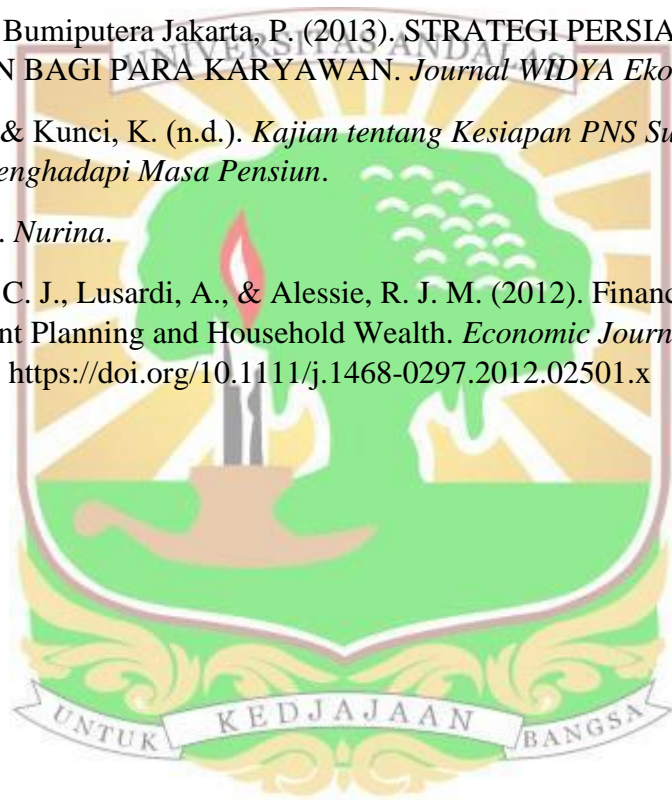 Bumiputera Jakarta, P. (2013). STRATEGI PERSIA
N BAGI PARA KARYAWAN. Journal WIDYA Eko
& Kunci, K. (n.d.). Kajian tentang Kesiapan PNS Su
enghadapi Masa Pensiun.
. Nurina.
C. J., Lusardi, A., & Alessie, R. J. M. (2012). Financ
nt Planning and Household Wealth. Economic Journ
https://doi.org/10.1111/j.1468-0297.2012.02501.x
UNIVERSITAS ANDALAS
UNTUK KEDJAJAAN BANGSA